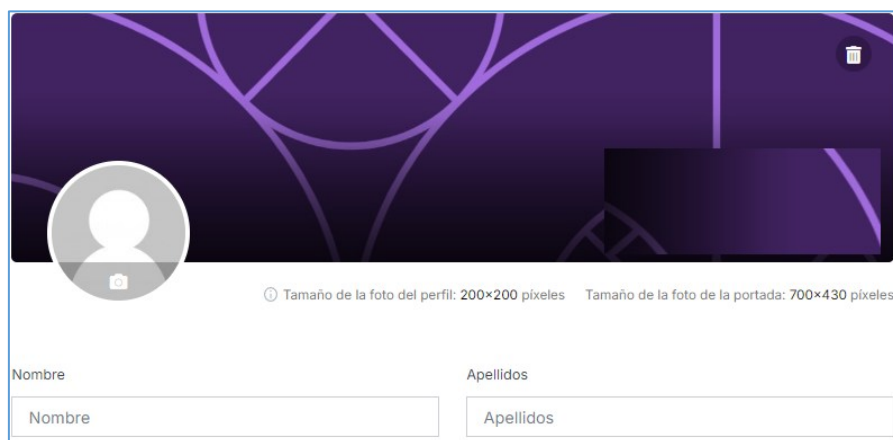 Tamaño de la foto del perfil: 200×200 píxeles Tamaño de la foto de la portada: 700×430 píxeles
Nombre Apellidos
Nombre Apellidos